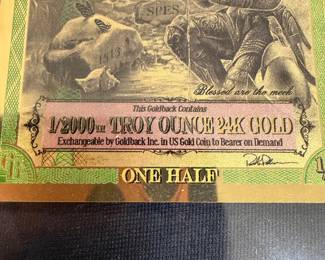 SPES
1513
Blessed are the meek
This Goldback Contains
1/2000TH TROY OUNCE 24K GOLD
Exchangeable by Goldback Inc. in US Gold Coin to Bearer on Demand
ONE HALF